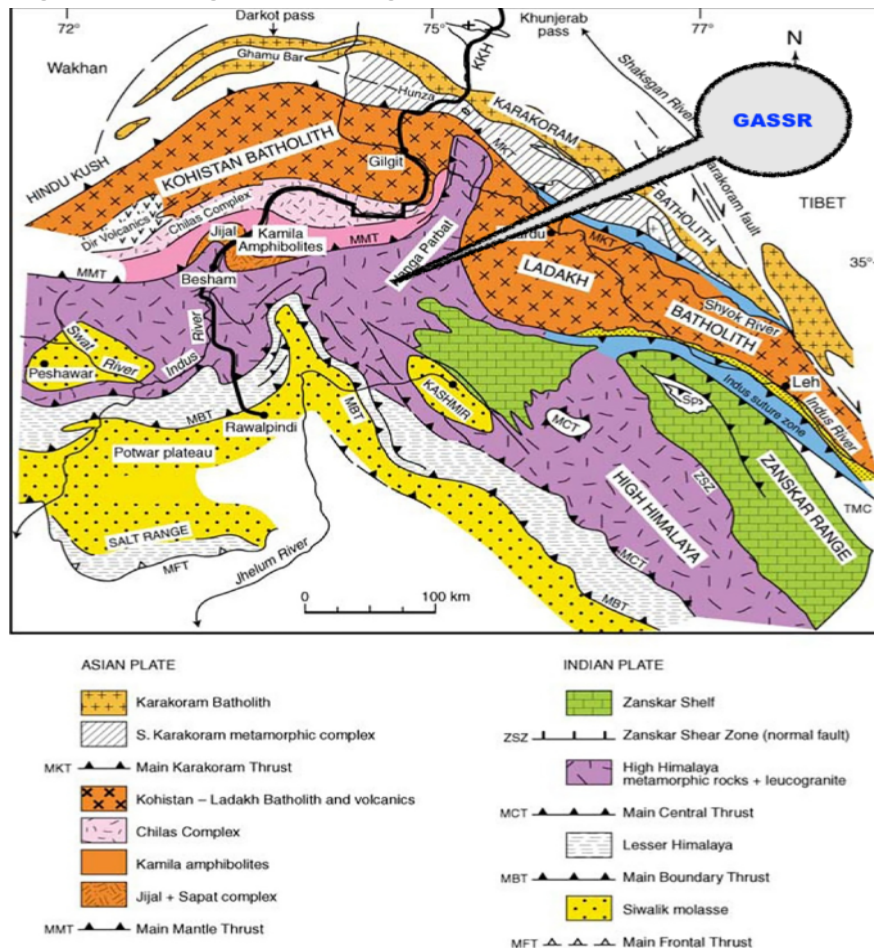 72°
Darkot pass
75°
Khunjerab
pass
77°
N
Wakhan
Ghamu Bar
KKH
Shaksgan River
Hunza
KARAKORAM
GASSR
MKT
HINDU KUSH
KOHISTAN BATHOLITH
Gilgit
Karakoram fault
BATHOLITH
TIBET
Dir Volcanics
Chilas Complex
Jijal
Kamila
Amphibolites
MMT
Nanga Parbat
MKT
35°
MMT
Besham
LADAKH
BATHOLITH
Shyok River
Swat
River
Indus
River
Peshawar
KASHMIR
Leh
Indus suture zone
Indus River
MBT
Rawalpindi
MBT
MCT
SP
Potwar plateau
HIGH HIMALAYA
ZSZ
ZANSKAR RANGE
TMC
SALT RANGE
MFT
Jhelum River
MCT
MBT
0
100 km
ASIAN PLATE
Karakoram Batholith
S. Karakoram metamorphic complex
MKT
Main Karakoram Thrust
Kohistan – Ladakh Batholith and volcanics
Chilas Complex
Kamila amphibolites
Jijal + Sapat complex
MMT
Main Mantle Thrust
INDIAN PLATE
Zanskar Shelf
ZSZ
Zanskar Shear Zone (normal fault)
High Himalaya
metamorphic rocks + leucogranite
MCT
Main Central Thrust
Lesser Himalaya
MBT
Main Boundary Thrust
Siwalik molasse
MFT
Main Frontal Thrust